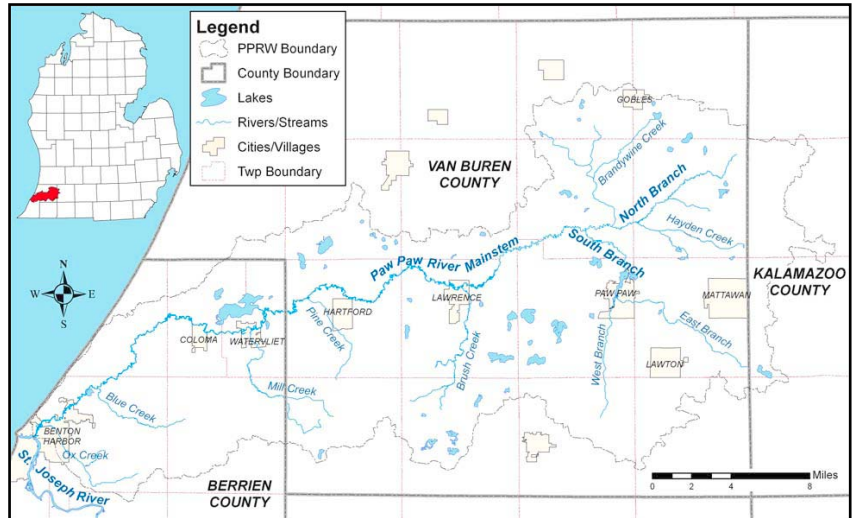 Legend
PPRW Boundary
County Boundary
Lakes
Rivers/Streams
Cities/Villages
Twp Boundary
N
W E
S
GOBLES
Brandywine Creek
VAN BUREN
COUNTY
North Branch
Hayden Creek
Paw Paw River Mainstem
South Branch
KALAMAZOO
COUNTY
PAW PAW
MATTAWAN
LAWRENCE
HARTFORD
Pine Creek
COLOMA
WATERVLIET
East Branch
West Branch
Brush Creek
LAWTON
Mill Creek
Blue Creek
BENTON
HARBOR
Ox Creek
St. Joseph River
BERRIEN
COUNTY
Miles
0 2 4 8